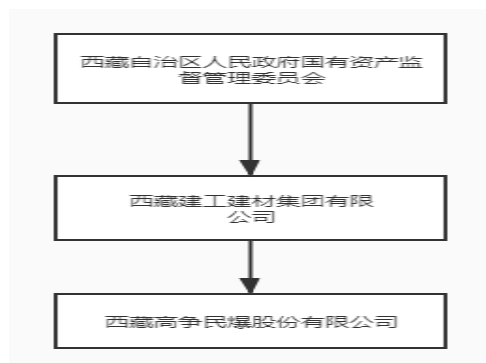 西藏自治区人民政府国有资产监
督管理委员会
西藏建工建材集团有限
公司
西藏高争民爆股份有限公司